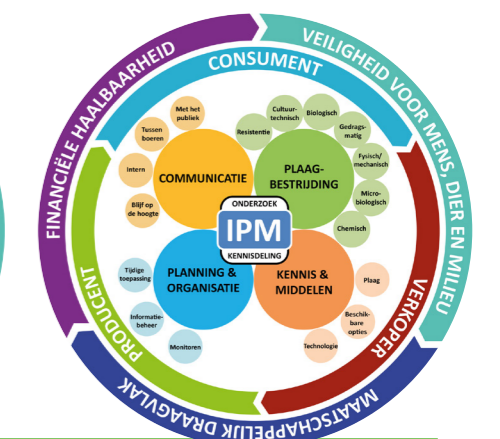 FINANCIËLE HAALBAARHEID
VEILIGHEID VOOR MENS, DIER EN MILIEU
MAATSCHAPPELIJK DRAAGVLAK
CONSUMENT
VERKOPER
PRODUCENT
COMMUNICATIE
Met het
publiek
Tussen
boeren
Intern
Blijf op
de hoogte
PLAAG-
BESTRIJDING
Resistentie
Cultuur-
technisch
Biologisch
Gedrags-
matig
Fysisch/
mechanisch
Micro-
biologisch
Chemisch
ONDERZOEK
IPM
KENNISDELING
PLANNING &
ORGANISATIE
Tijdige
toepassing
Informatie-
beheer
Monitoren
KENNIS &
MIDDELEN
Plaag
Beschik-
bare
opties
Technologie